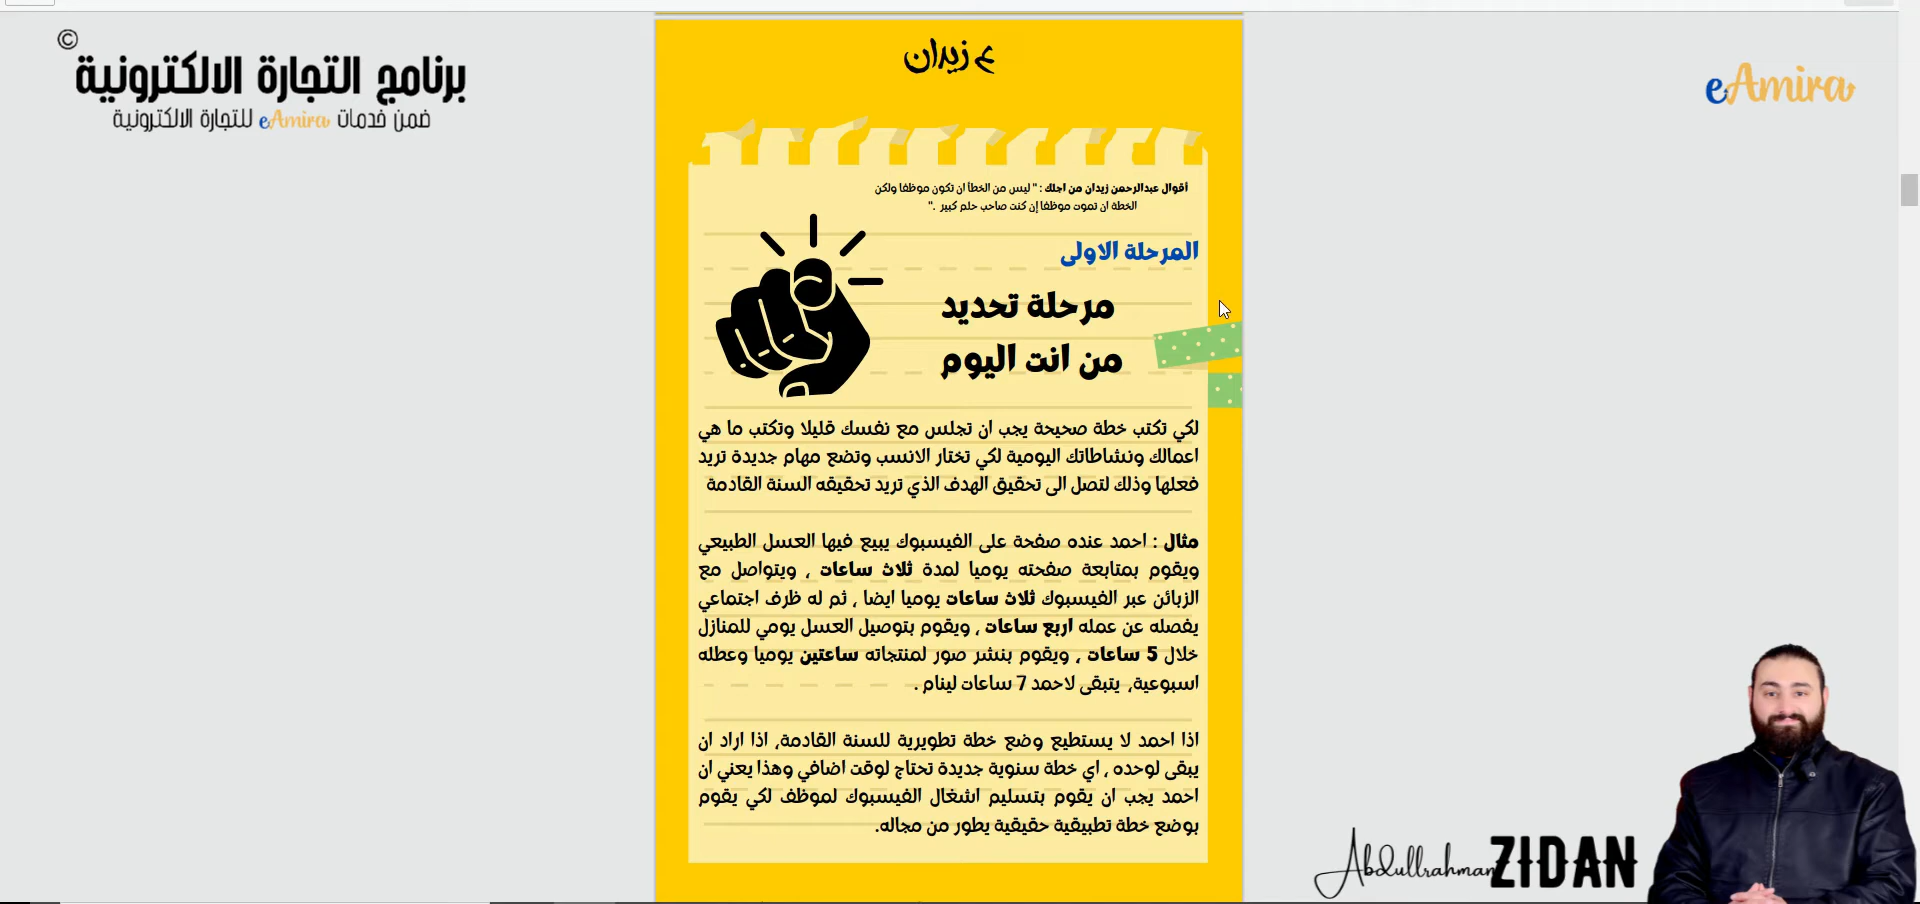 ©
برنامج التجارة الالكترونية
ضمن خدمات eAmira للتجارة الالكترونية
eAmira
ع زيدان
أقوال عبدالرحمن زيدان من اجلك : " ليس من الخطأ ان تكون موظفا ولكن
الخطة ان تموت موظفا إن كنت صاحب حلم كبير ."
المرحلة الاولى
مرحلة تحديد
من انت اليوم
لكي تكتب خطة صحيحة يجب ان تجلس مع نفسك قليلا وتكتب ما هي
اعمالك ونشاطاتك اليومية لكي تختار الانسب وتضع مهام جديدة تريد
فعلها وذلك لتصل الى تحقيق الهدف الذي تريد تحقيقه السنة القادمة
مثال : احمد عنده صفحة على الفيسبوك يبيع فيها العسل الطبيعي
ويقوم بمتابعة صفحته يوميا لمدة ثلاث ساعات ، ويتواصل مع
الزبائن عبر الفيسبوك ثلاث ساعات يوميا ايضا ، ثم له ظرف اجتماعي
يفصله عن عمله اربع ساعات ، ويقوم بتوصيل العسل يومي للمنازل
خلال 5 ساعات ، ويقوم بنشر صور لمنتجاته ساعتين يوميا وعطله
اسبوعية، يتبقى لاحمد 7 ساعات لينام .
اذا احمد لا يستطيع وضع خطة تطويرية للسنة القادمة، اذا اراد ان
يبقى لوحده ، اي خطة سنوية جديدة تحتاج لوقت اضافي وهذا يعني ان
احمد يجب ان يقوم بتسليم اشغال الفيسبوك لموظف لكي يقوم
بوضع خطة تطبيقية حقيقية يطور من مجاله.
Abdullrahman ZIDAN